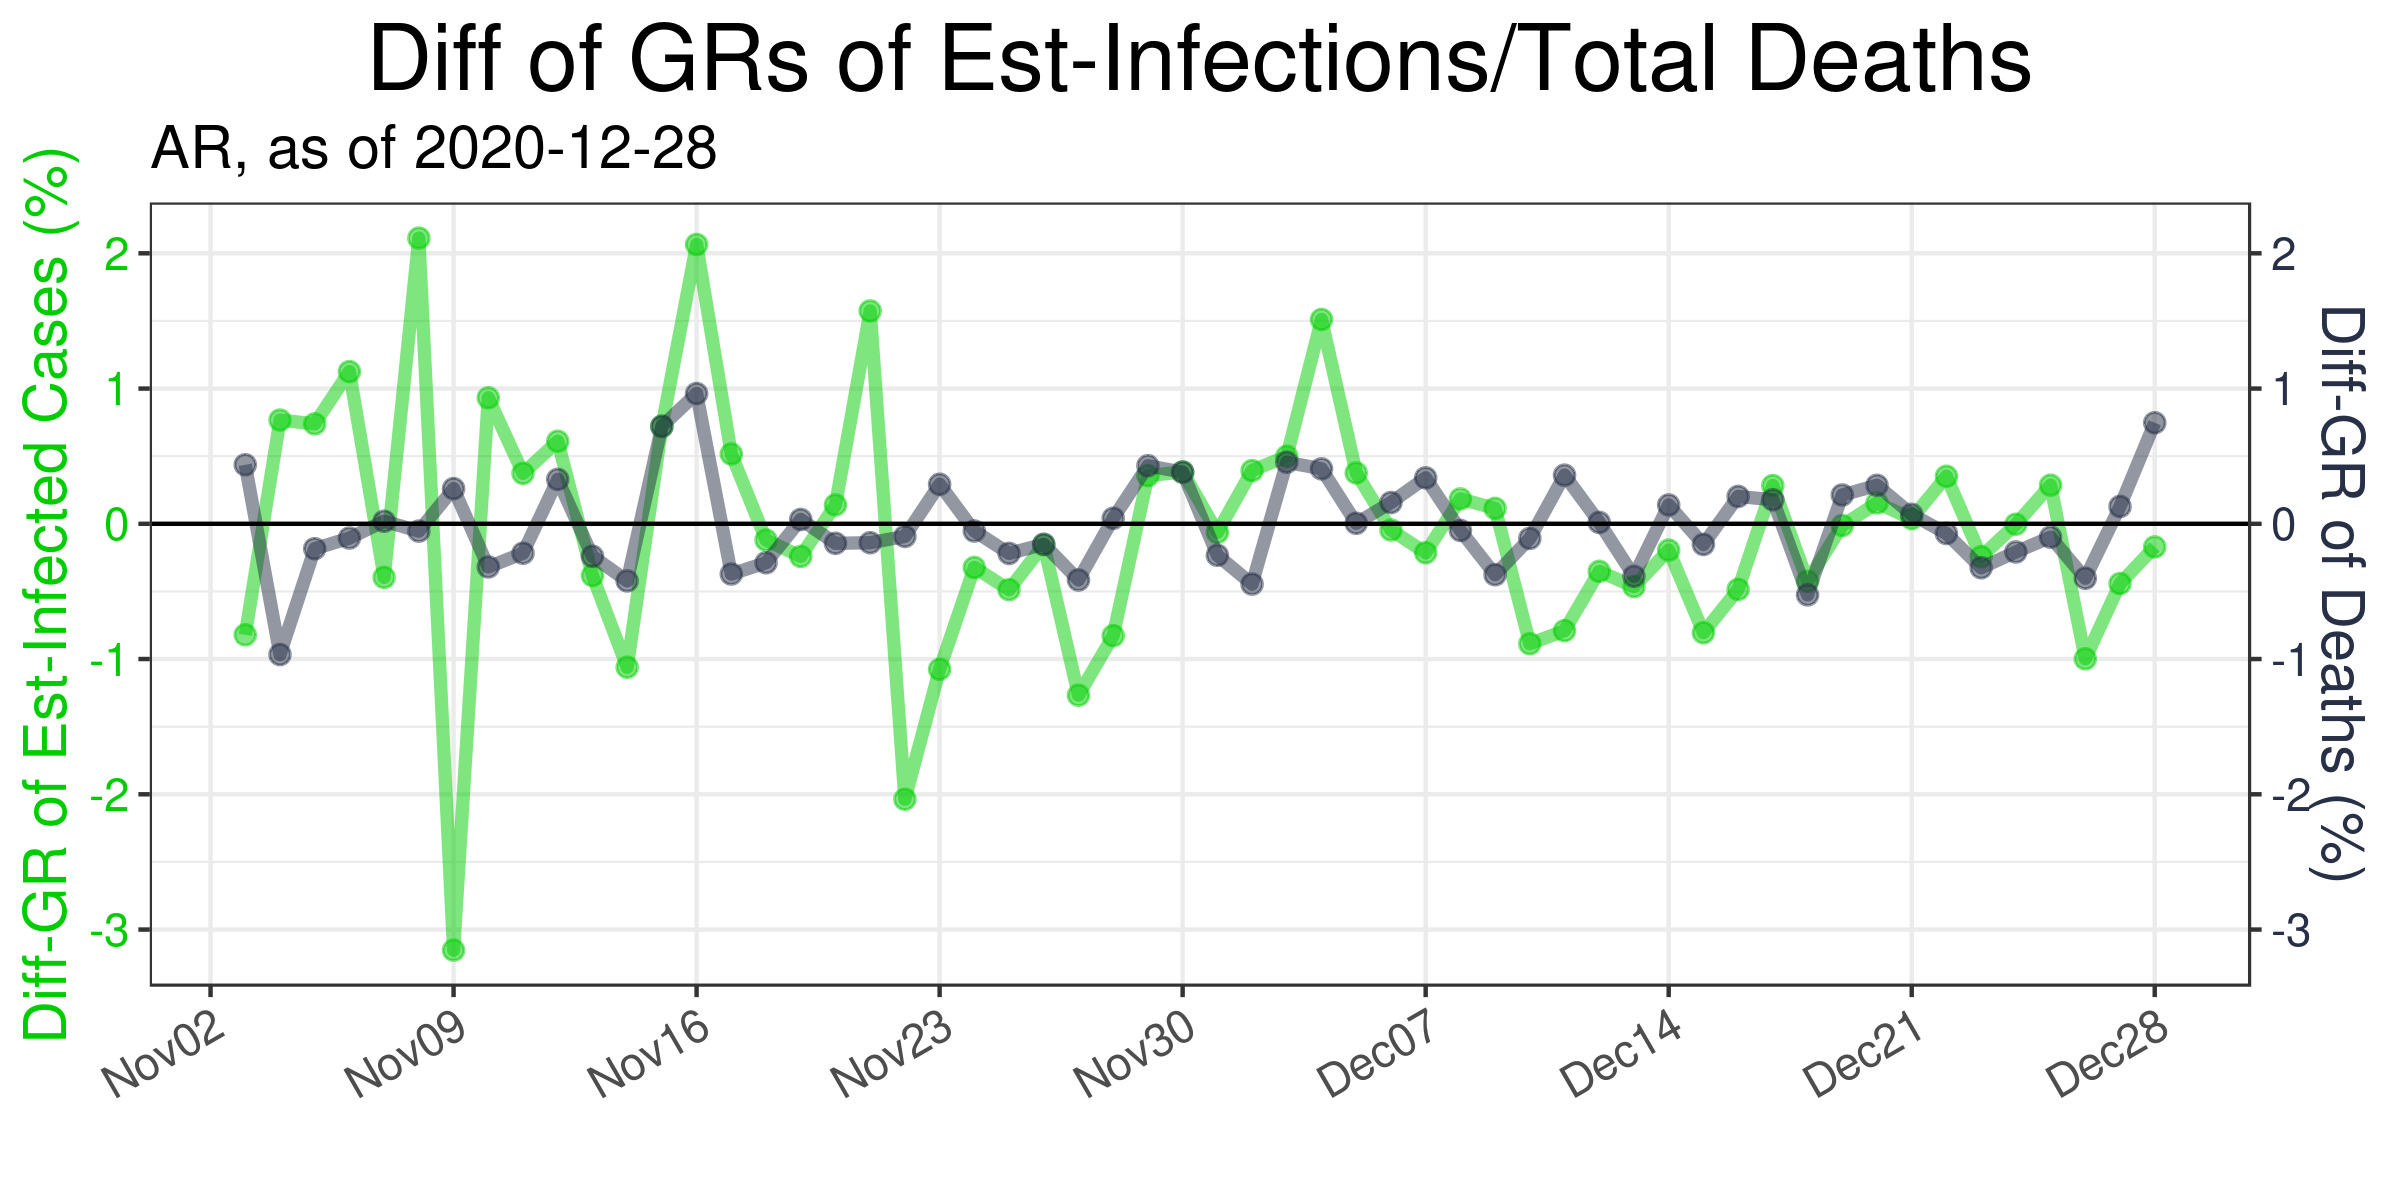 Diff of GRs of Est-Infections/Total Deaths
AR, as of 2020-12-28
Diff-GR of Est-Infected Cases (%)
2
1
0
-1
-2
-3
2
1
0
-1
-2
-3
Diff-GR of Deaths (%)
Nov02
Nov09
Nov16
Nov23
Nov30
Dec07
Dec14
Dec21
Dec28